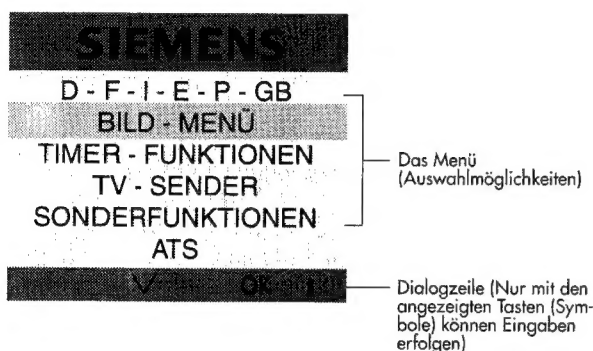 SIEMENS
D - F - I - E - P - GB
BILD - MENÜ
TIMER - FUNKTIONEN
TV - SENDER
SONDERFUNKTIONEN
ATS
OK
Das Menü
(Auswahlmöglichkeiten)
Dialogzeile (Nur mit den
angezeigten Tasten (Sym-
bole) können Eingaben
erfolgen)